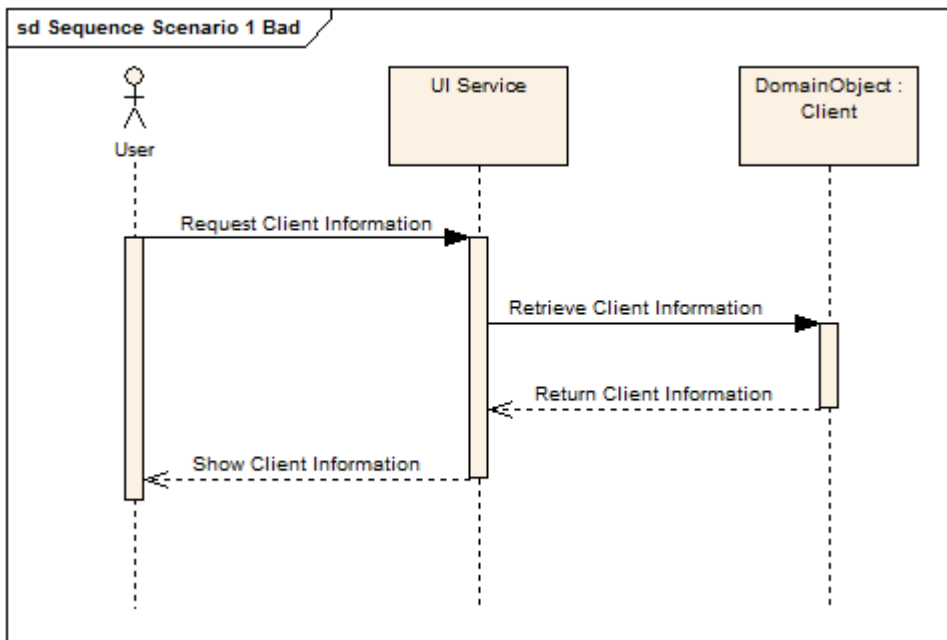 sd Sequence Scenario 1 Bad
UI Service
DomainObject :
Client
User
Request Client Information
Retrieve Client Information
Return Client Information
Show Client Information